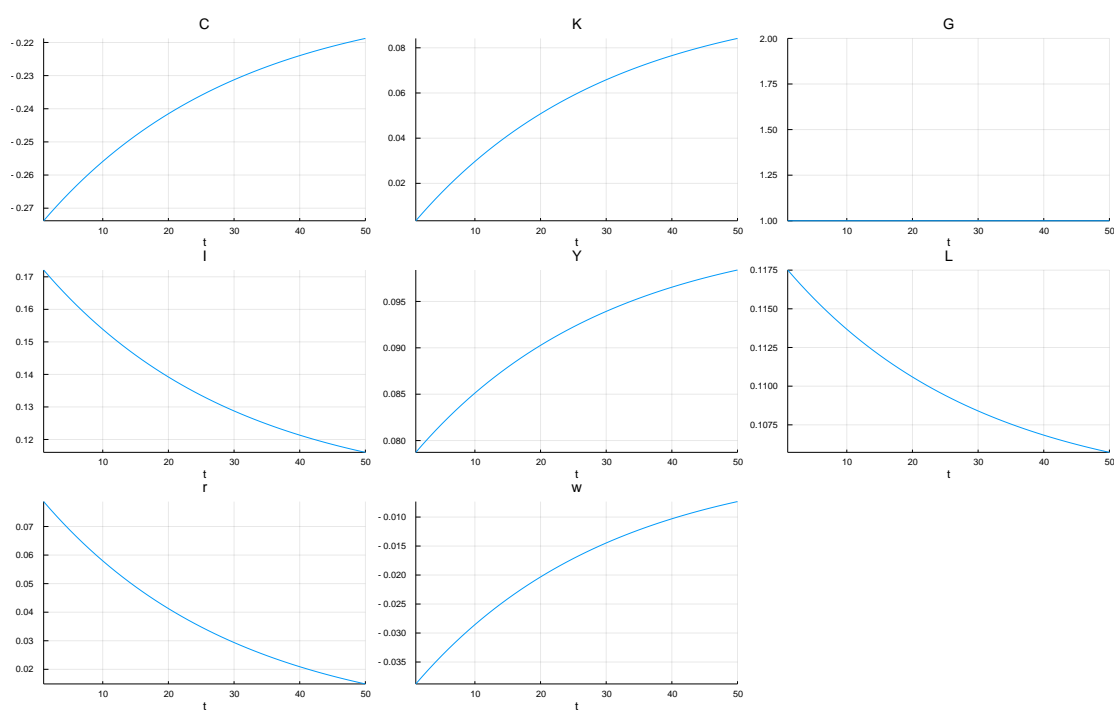 C
- 0.22
- 0.23
- 0.24
- 0.25
- 0.26
- 0.27
10 20 30 40 50
t
K
0.08
0.06
0.04
0.02
10 20 30 40 50
t
G
2.00
1.75
1.50
1.25
1.00
10 20 30 40 50
t
I
0.17
0.16
0.15
0.14
0.13
0.12
10 20 30 40 50
t
Y
0.095
0.090
0.085
0.080
10 20 30 40 50
t
L
0.1175
0.1150
0.1125
0.1100
0.1075
10 20 30 40 50
t
r
0.07
0.06
0.05
0.04
0.03
0.02
10 20 30 40 50
t
w
- 0.010
- 0.015
- 0.020
- 0.025
- 0.030
- 0.035
10 20 30 40 50
t